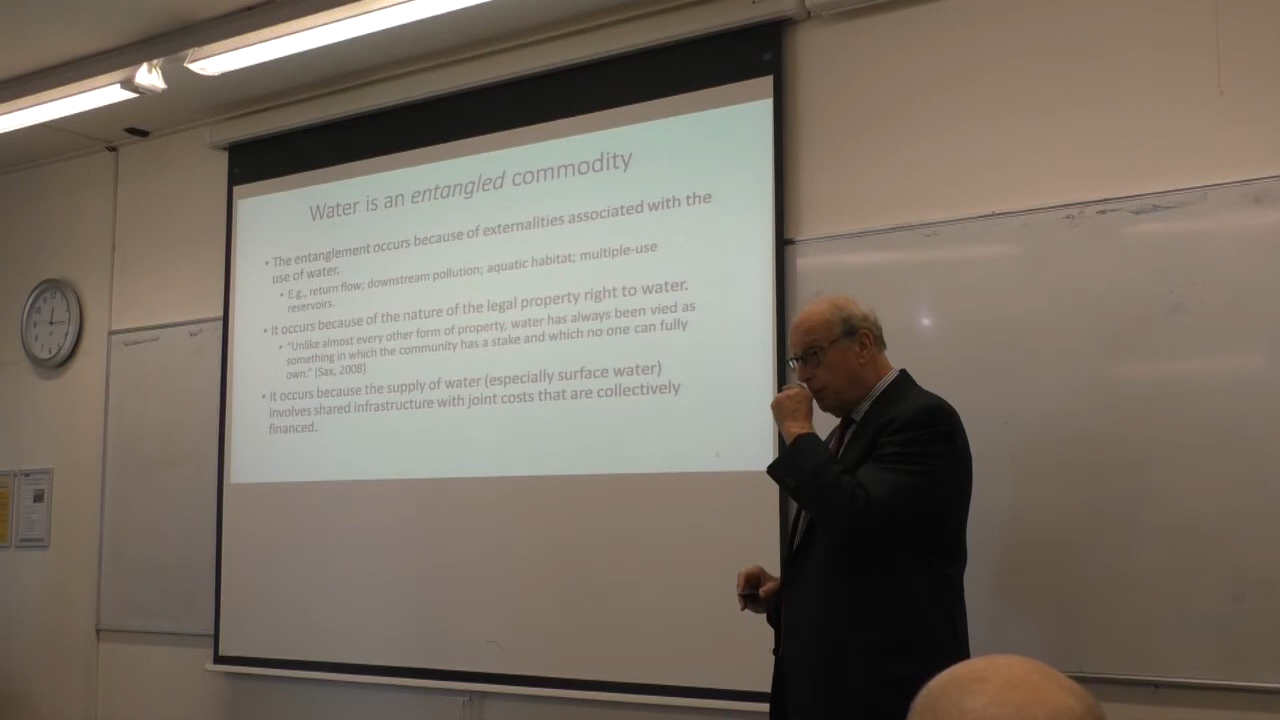 Water is an entangled commodity
• The entanglement occurs because of externalities associated with the
use of water.
• E.g., return flow; downstream pollution; aquatic habitat; multiple-use
reservoirs.
• It occurs because of the nature of the legal property right to water.
• "Unlike almost every other form of property, water has always been vied as
something in which the community has a stake and which no one can fully
own." (Sax, 2008)
• It occurs because the supply of water (especially surface water)
involves shared infrastructure with joint costs that are collectively
financed.